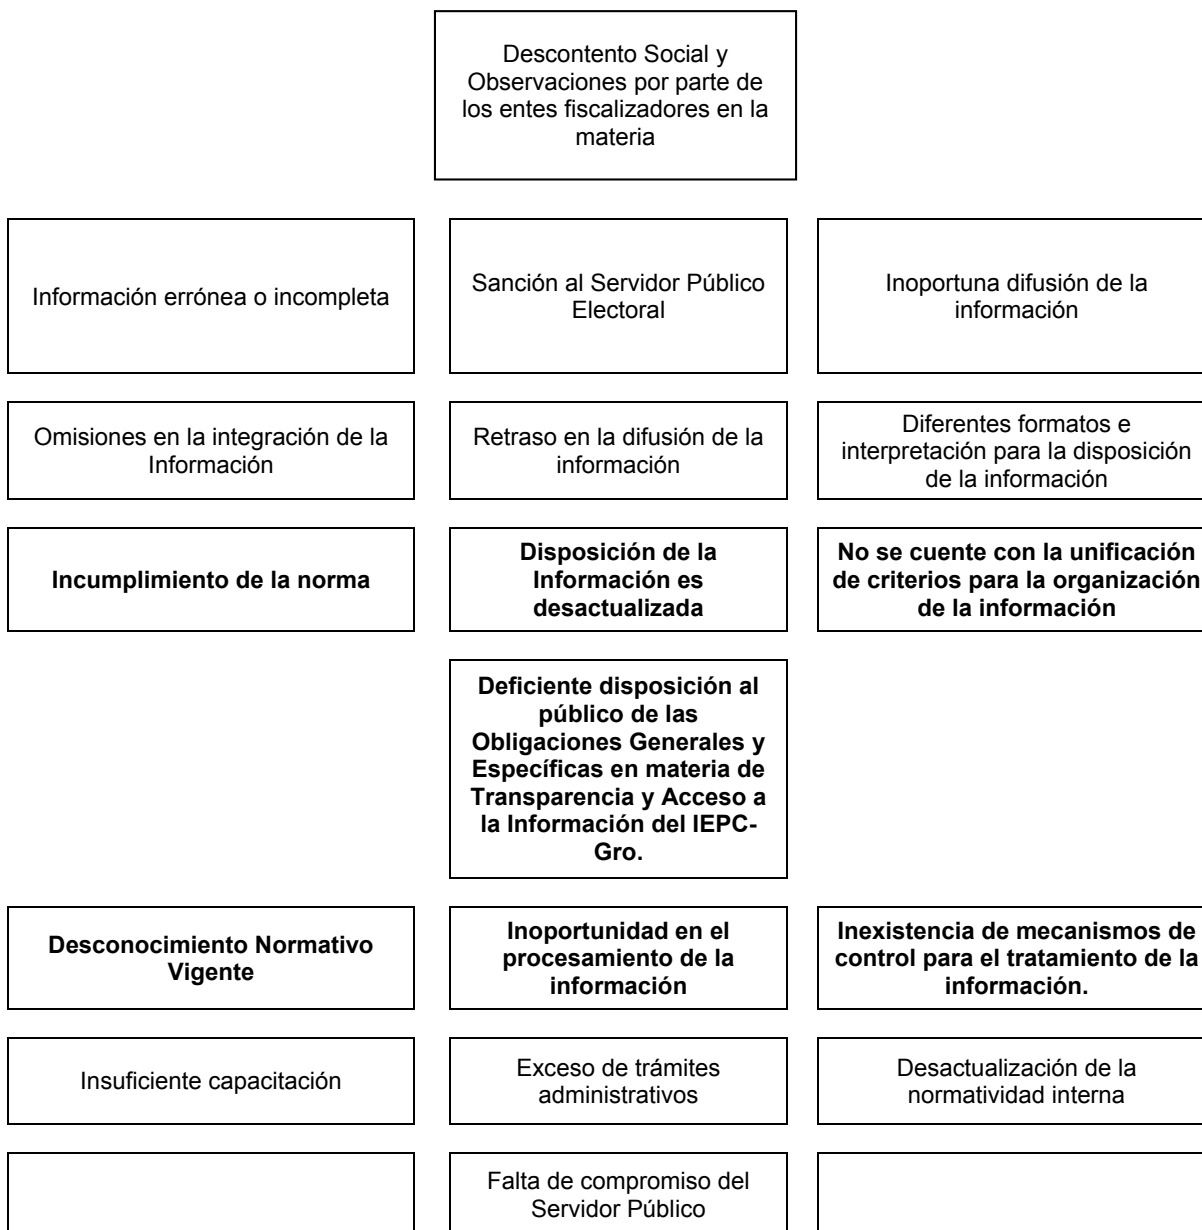 Descontento Social y
Observaciones por parte de
los entes fiscalizadores en la
materia
Información errónea o incompleta
Sanción al Servidor Público
Electoral
Inoportuna difusión de la
información
Omisiones en la integración de la
Información
Retraso en la difusión de la
información
Diferentes formatos e
interpretación para la disposición
de la información
Incumplimiento de la norma
Disposición de la
Información es
desactualizada
No se cuente con la unificación
de criterios para la organización
de la información
Deficiente disposición al
público de las
Obligaciones Generales y
Específicas en materia de
Transparencia y Acceso a
la Información del IEPC-
Gro.
Desconocimiento Normativo
Vigente
Inoportunidad en el
procesamiento de la
información
Inexistencia de mecanismos de
control para el tratamiento de la
información.
Insuficiente capacitación
Exceso de trámites
administrativos
Desactualización de la
normatividad interna
Falta de compromiso del
Servidor Público